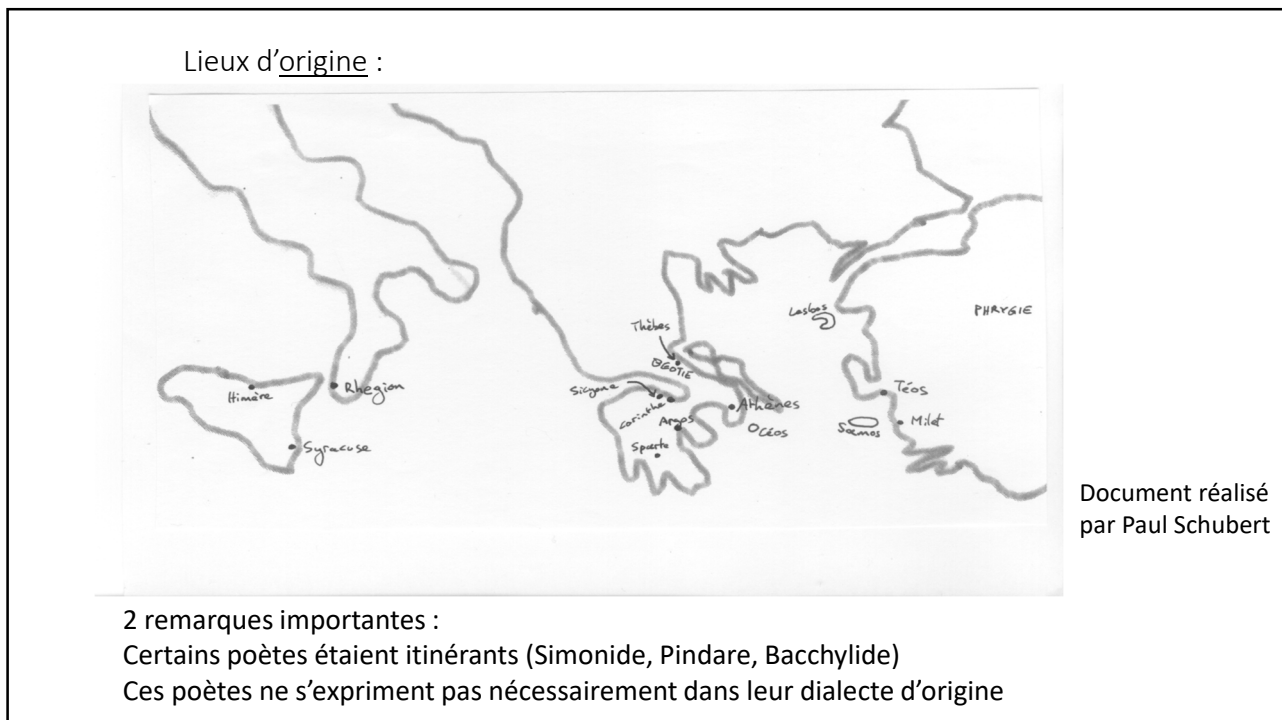 Lieux d'origine :
Lesbos
PHRYGIE
Thèbes
BÉOTIE
Himère
Rhegion
Sicyone
Corinthe
Athènes
Téos
Argos
Céos
Samos
Milet
Syracuse
Sparte
Document réalisé
par Paul Schubert
2 remarques importantes :
Certains poètes étaient itinérants (Simonide, Pindare, Bacchylide)
Ces poètes ne s'expriment pas nécessairement dans leur dialecte d'origine